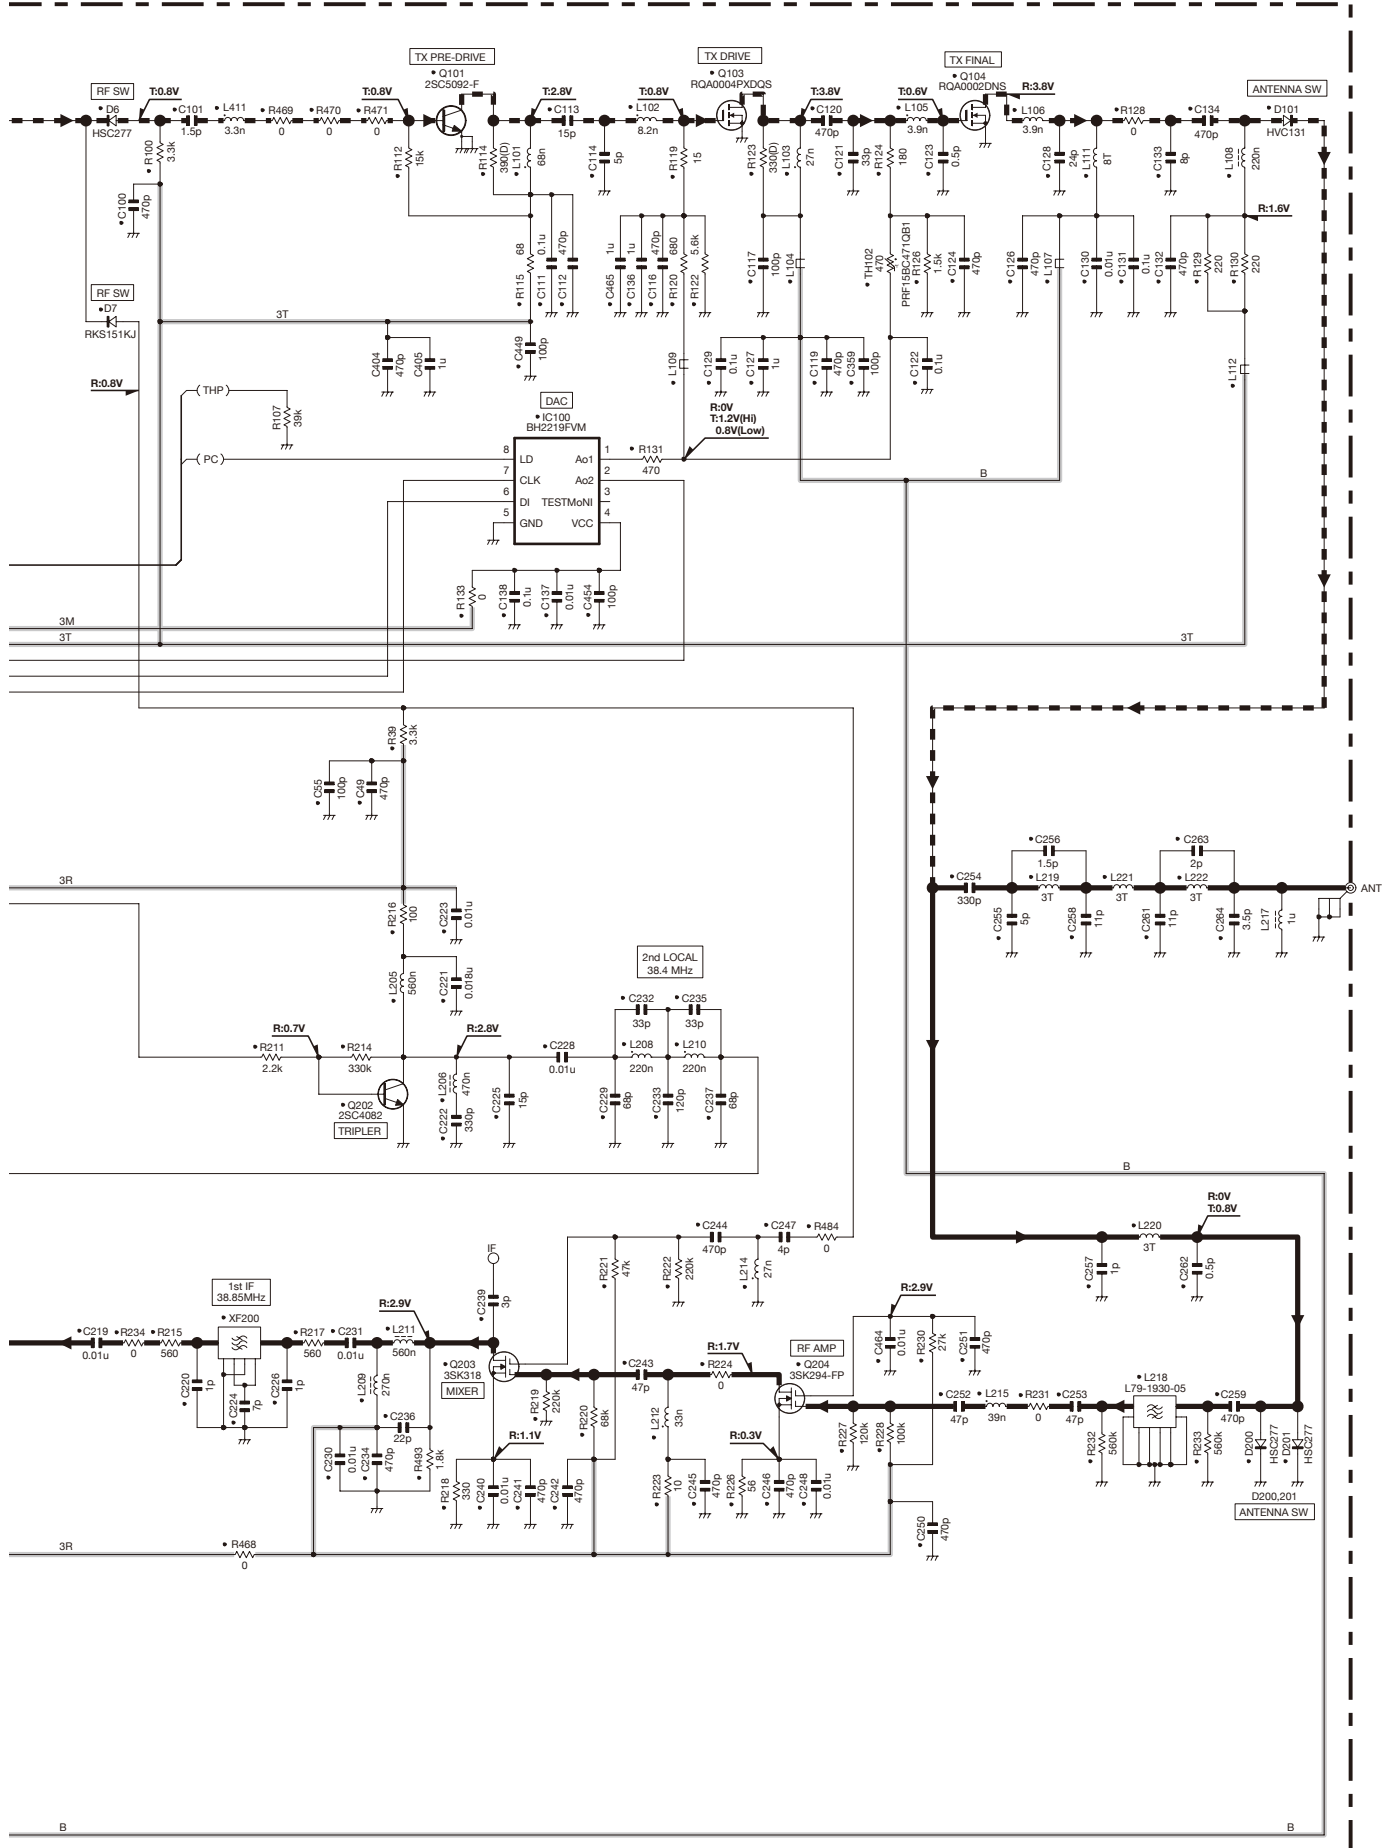 TX PRE-DRIVE
• Q101
2SC5092-F
TX DRIVE
• Q103
RQA0004PXDQS
TX FINAL
• Q104
RQA0002DNS
R:3.8V
ANTENNA SW
• D101
HVC131
RF SW
• D6
HSC277
T:0.8V
• C101
1.5p
• L411
3.3n
• R469
0
• R470
0
• R471
0
T:0.8V
T:2.8V
• C113
15p
• L102
8.2n
T:0.8V
T:3.8V
• C120
470p
T:0.6V
• L105
3.9n
• L106
3.9n
• R128
0
• C134
470p
• R100
3.3k
• R112
15k
• R114
390(D)
• L101
68n
• C114
5p
• R119
15
• R123
330(D)
• L103
27n
• C121
33p
• R124
180
• C123
0.5p
• C128
24p
• L111
8T
• C133
8p
• L108
220n
• C100
470p
R:1.6V
• R115
68
• C111
0.1u
• C112
470p
• C465
1u
• C136
1u
• C116
470p
• R120
680
• R122
5.6k
• C117
100p
• L104
• TH102
470
PRF15BC471QB1
• R126
1.5k
• C124
470p
• C126
470p
• L107
• C130
0.01u
• C131
0.1u
• C132
470p
• R129
220
• R130
220
RF SW
• D7
RKS151KJ
3T
C404
470p
C405
1u
• C449
100p
• L109
• C129
0.1u
• C127
1u
• C119
470p
• C359
100p
• C122
0.1u
• L112
R:0.8V
THP
R107
39k
PC
DAC
• IC100
BH2219FVM
R:0V
T:1.2V(Hi)
0.8V(Low)
8 LD Ao1 1
7 CLK Ao2 2
6 DI TESTMoNI 3
5 GND VCC 4
• R131
470
B
• R133
0
• C138
0.1u
• C137
0.01u
• C454
100p
3M
3T
3T
• R39
3.3k
• C55
100p
• C49
470p
• C256
1.5p
• C263
2p
3R
• C254
330p
• L219
3T
• L221
3T
• L222
3T
ANT
• R216
100
• C223
0.01u
• C255
5p
• C258
11p
• C261
11p
• C264
3.5p
L217
1u
• L205
560n
• C221
0.018u
2nd LOCAL
38.4 MHz
• C232
33p
• C235
33p
R:0.7V
R:2.8V
• R211
2.2k
• R214
330k
• C228
0.01u
• L208
220n
• L210
220n
• Q202
2SC4082
TRIPLER
• L206
470n
• C222
330p
• C225
15p
• C229
68p
• C233
120p
• C237
68p
B
R:0V
T:0.8V
• L220
3T
• C257
1p
• C262
0.5p
• C244
470p
• C247
4p
• R484
0
IF
• R221
47k
• R222
220k
• L214
27n
1st IF
38.85MHz
• XF200
R:2.9V
• C239
3p
R:2.9V
• C464
0.01u
• R230
27k
• C251
470p
• C219
0.01u
• R234
0
• R215
560
• R217
560
• C231
0.01u
• L211
560n
• Q203
3SK318
MIXER
• C243
47p
• R224
0
R:1.7V
RF AMP
• Q204
3SK294-FP
• C220
1p
• C224
7p
• C226
1p
• L209
270n
• R219
220k
• R220
68k
• L212
33n
• R227
120k
• R228
100k
• C252
47p
• L215
39n
• R231
0
• C253
47p
• L218
L79-1930-05
• C259
470p
• R232
560k
• R233
560k
• D200
HSC277
• D201
HSC277
• C236
22p
• C230
0.01u
• C234
470p
• R493
1.8k
R:1.1V
R:0.3V
• R218
330
• C240
0.01u
• C241
470p
• C242
470p
• R223
10
• C245
470p
• R226
56
• C246
470p
• C248
0.01u
• C250
470p
D200,201
ANTENNA SW
3R
• R468
0
B
B